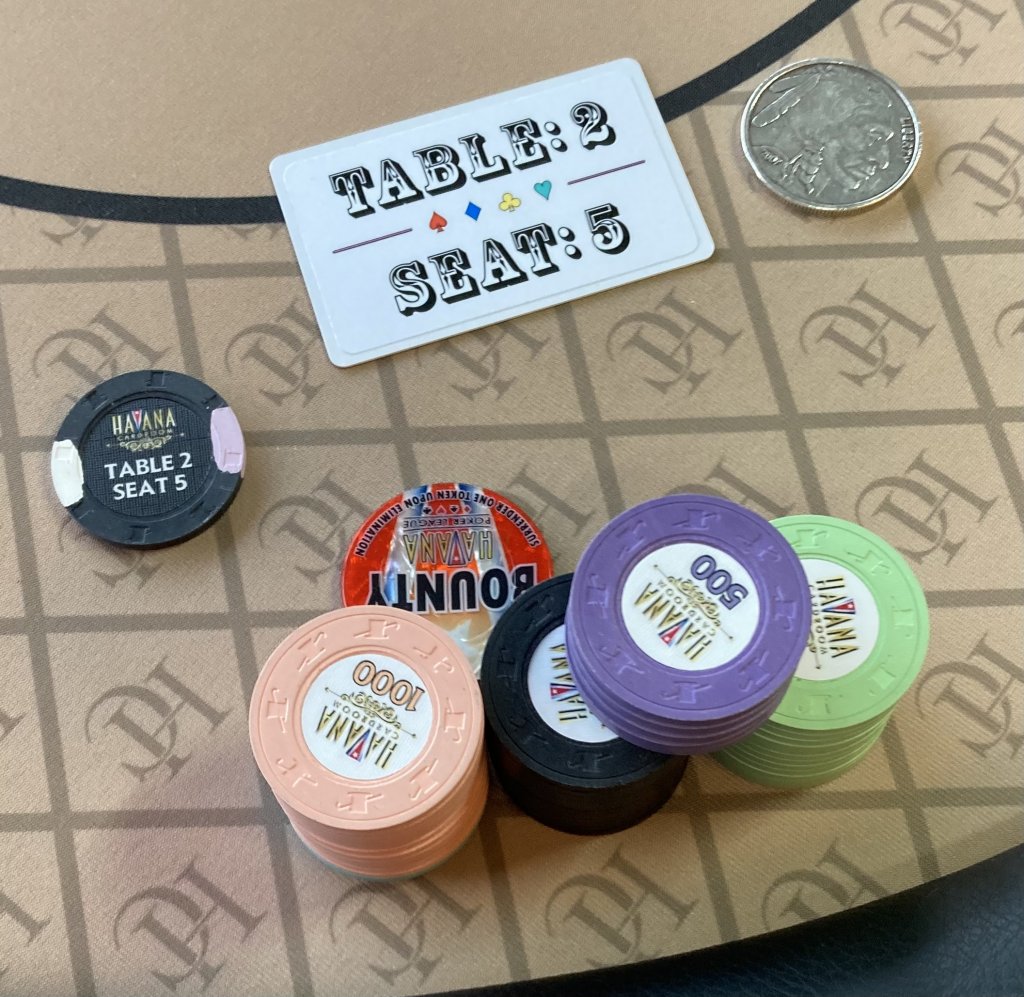 TABLE: 2
SEAT: 5
LIBERTY
HAVANA
CARDROOM
TABLE 2
SEAT 5
SURRENDER ONE TOKEN UPON ELIMINATION
POKER LEAGUE
HAVANA
BOUNTY
500
HAVANA
CARDROOM
HAVANA
CARDROOM
HAVANA
1000
CARDROOM
HAVANA